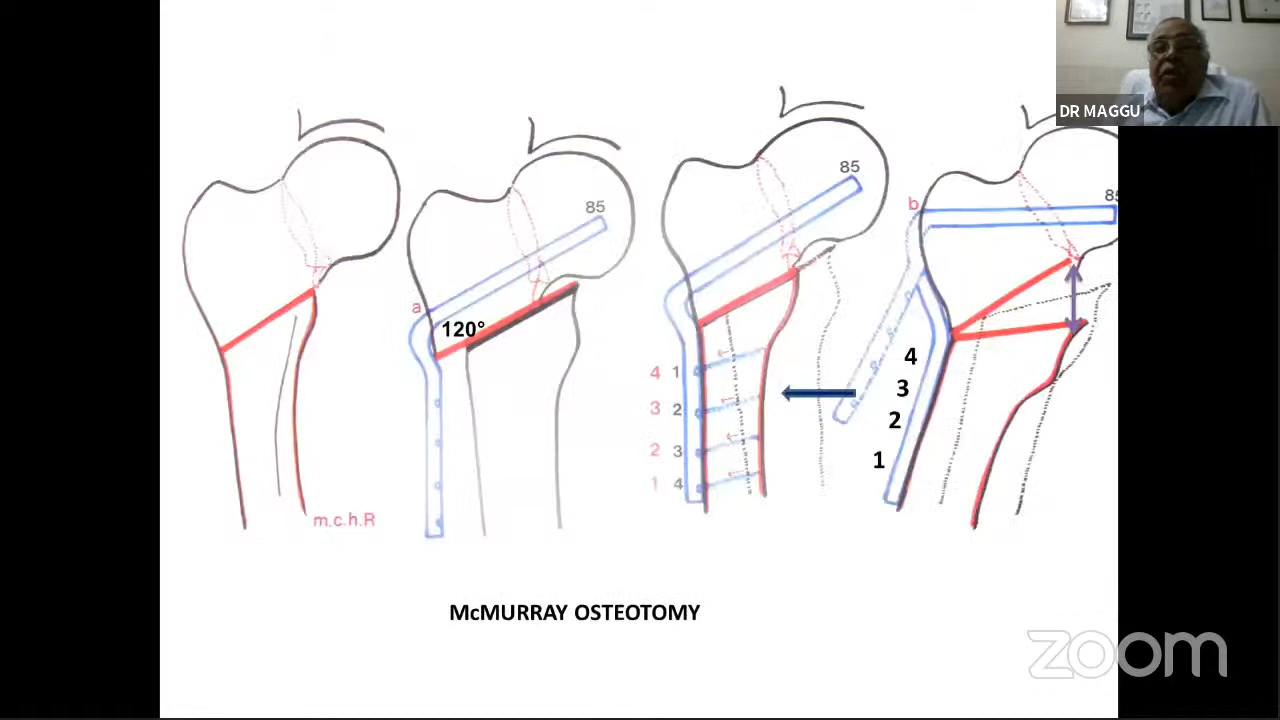 DR MAGGU
85
85
85
a
b
120°
4 1
3 2
2 3
1 4
4
3
2
1
m.c.h.R
McMURRAY OSTEOTOMY
zoom